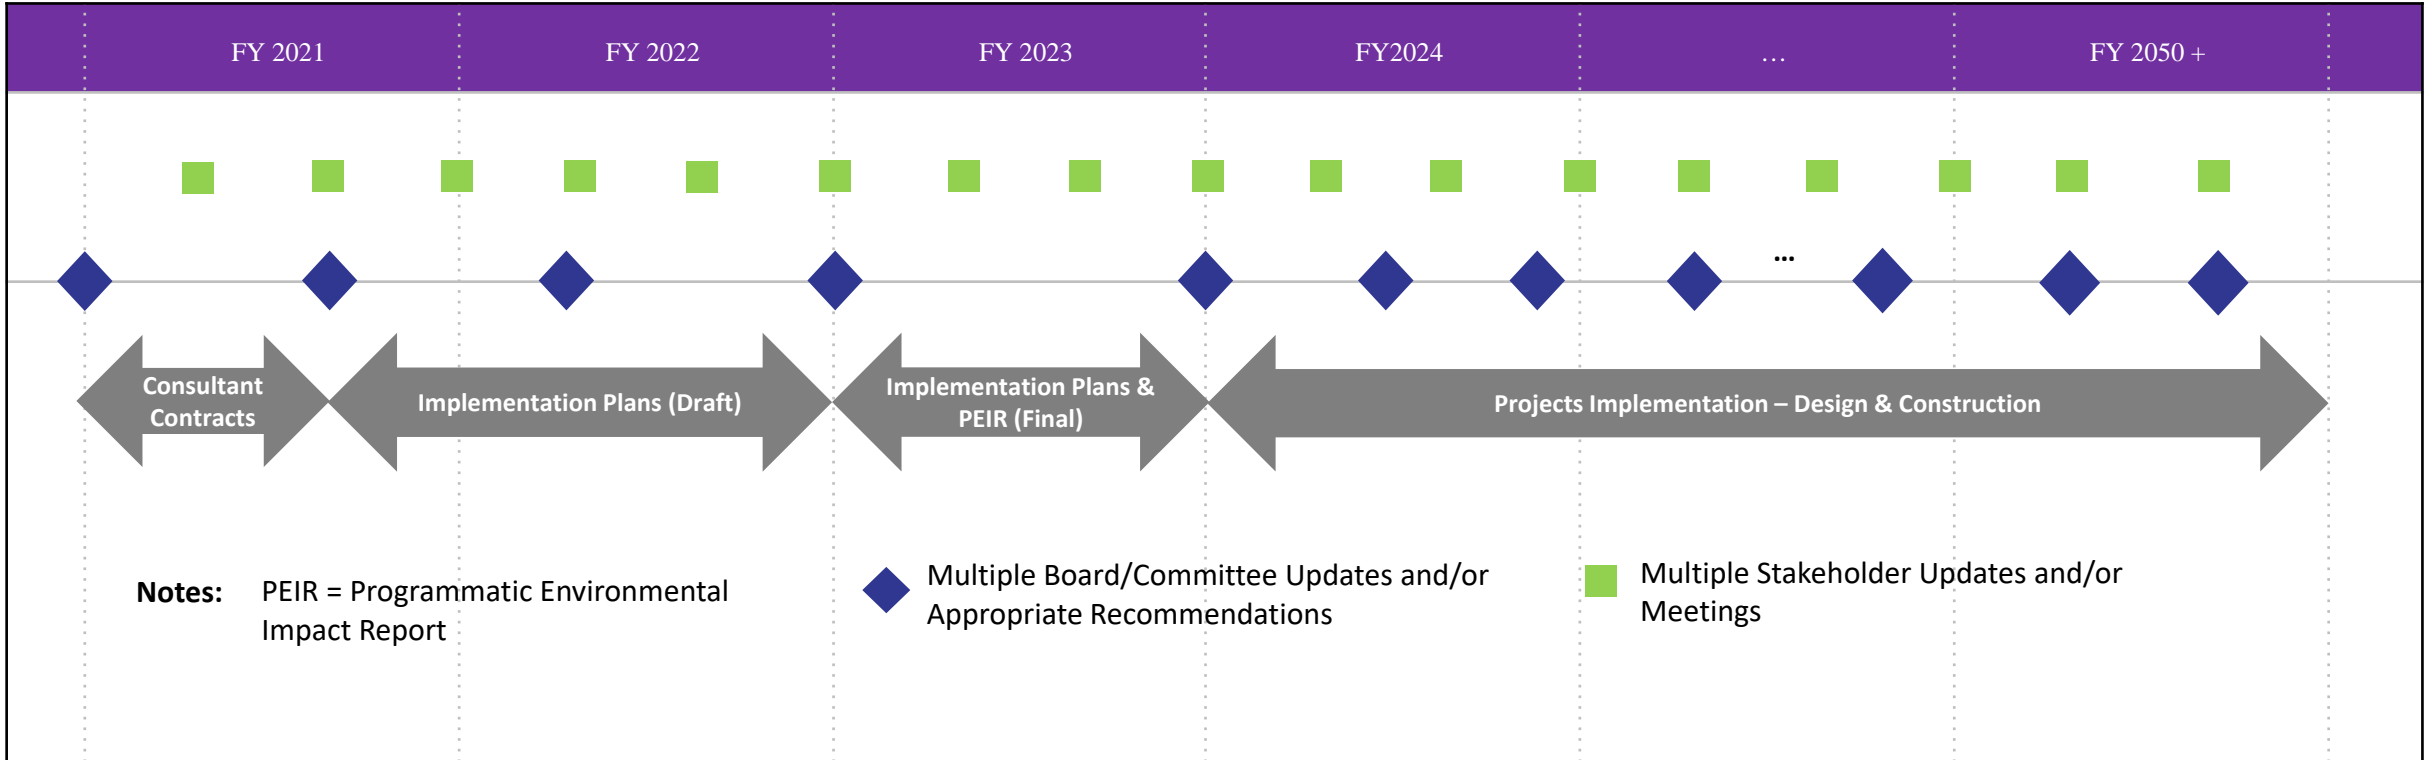 FY 2021
FY 2022
FY 2023
FY2024
...
FY 2050 +
...
Consultant
Contracts
Implementation Plans (Draft)
Implementation Plans &
PEIR (Final)
Projects Implementation – Design & Construction
Notes:
PEIR = Programmatic Environmental
Impact Report
Multiple Board/Committee Updates and/or
Appropriate Recommendations
Multiple Stakeholder Updates and/or
Meetings